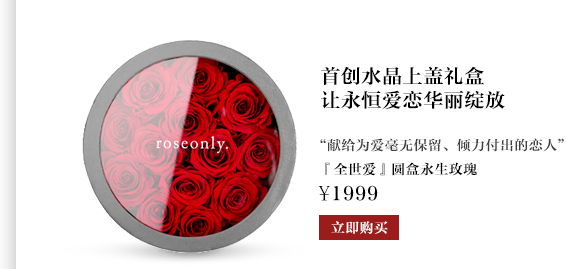 首创水晶上盖礼盒
让永恒爱恋华丽绽放
roseonly.
“献给为爱毫无保留、倾力付出的恋人”
『全世爱』圆盒永生玫瑰
¥1999
立即购买